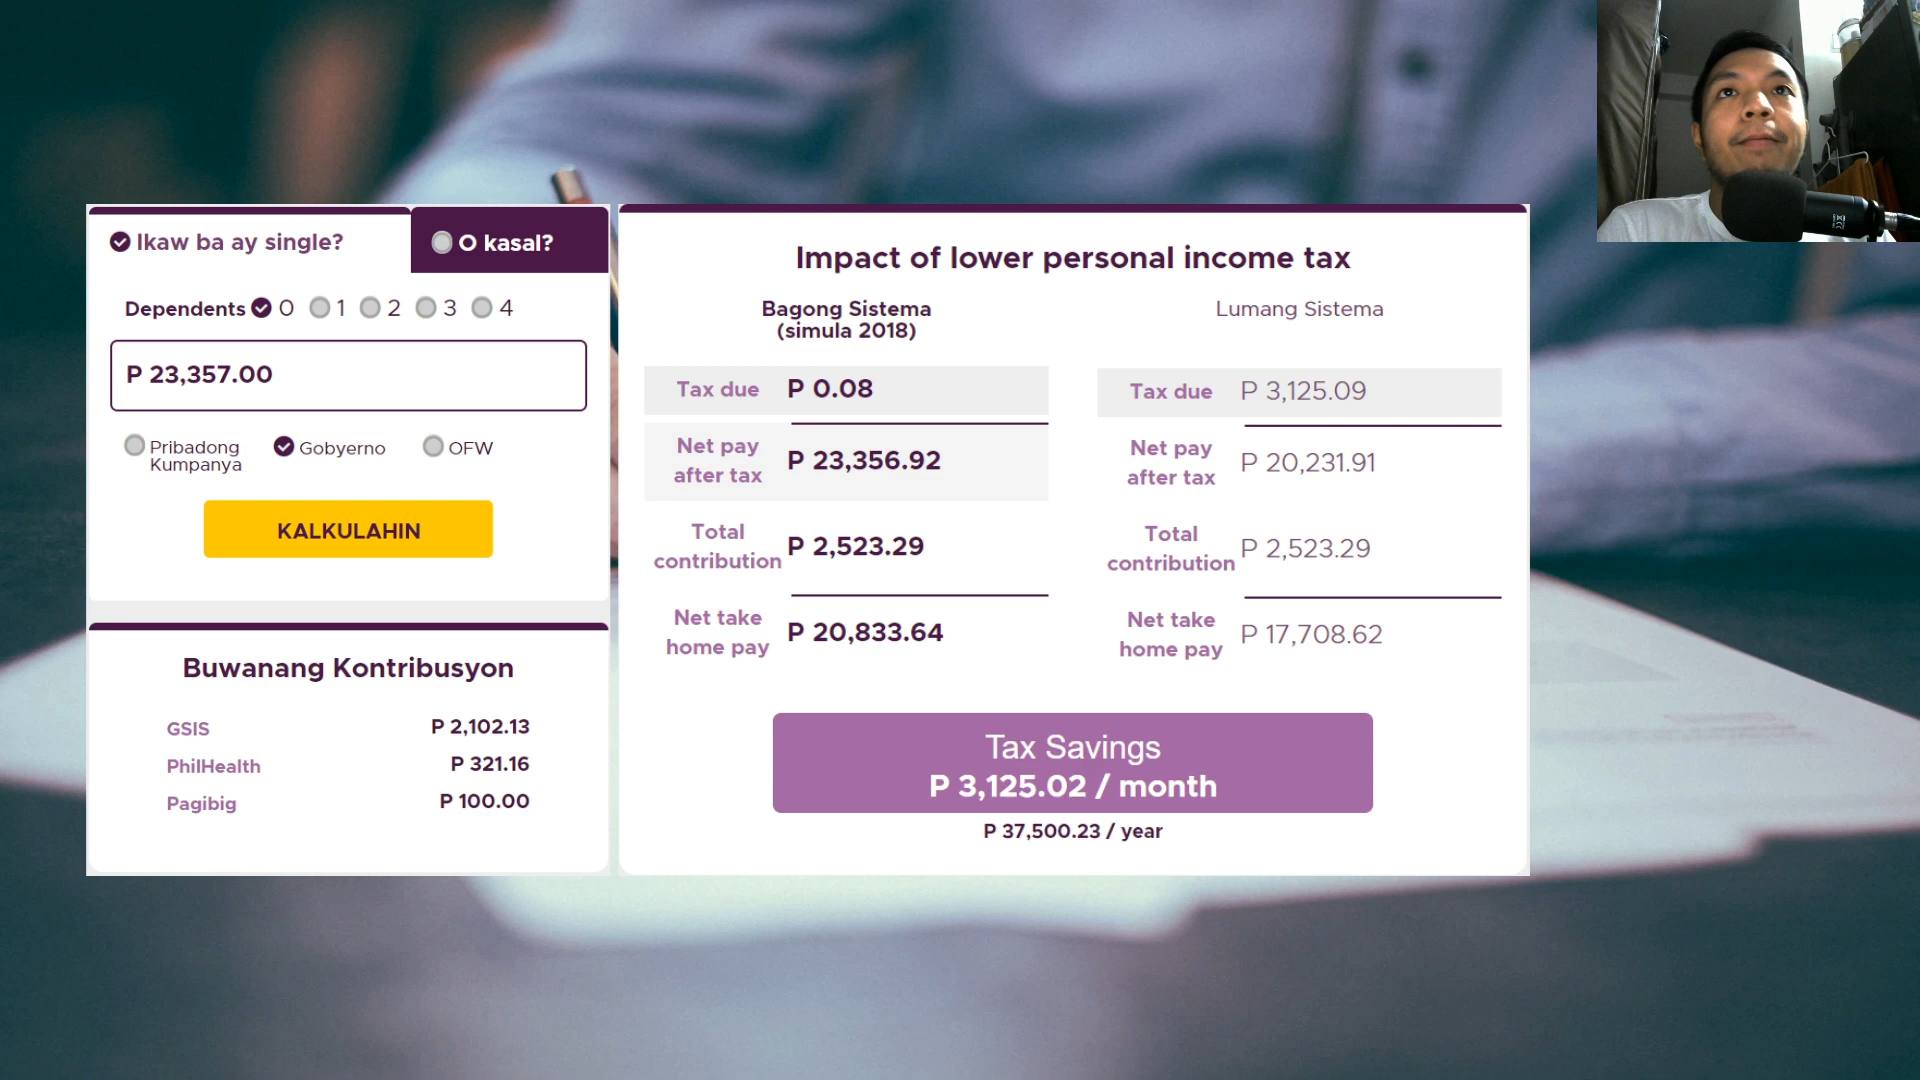 Ikaw ba ay single?
O kasal?
Dependents 0 1 2 3 4
P 23,357.00
Pribadong
Kumpanya
Gobyerno
OFW
KALKULAHIN
Buwanang Kontribusyon
GSIS P 2,102.13
PhilHealth P 321.16
Pagibig P 100.00
Impact of lower personal income tax
Bagong Sistema
(simula 2018)
Tax due P 0.08
Net pay
after tax
P 23,356.92
Total
contribution
P 2,523.29
Net take
home pay
P 20,833.64
Lumang Sistema
Tax due P 3,125.09
Net pay
after tax
P 20,231.91
Total
contribution
P 2,523.29
Net take
home pay
P 17,708.62
Tax Savings
P 3,125.02 / month
P 37,500.23 / year